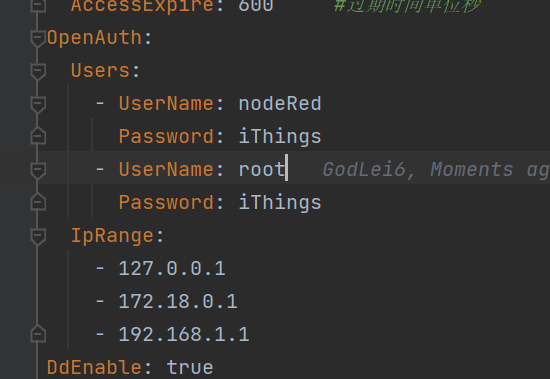 AccessExpire: 600 #过期时间单位秒
OpenAuth:
Users:
- UserName: nodeRed
Password: iThings
- UserName: root GodLei6, Moments ag
Password: iThings
IpRange:
- 127.0.0.1
- 172.18.0.1
- 192.168.1.1
DdEnable: true